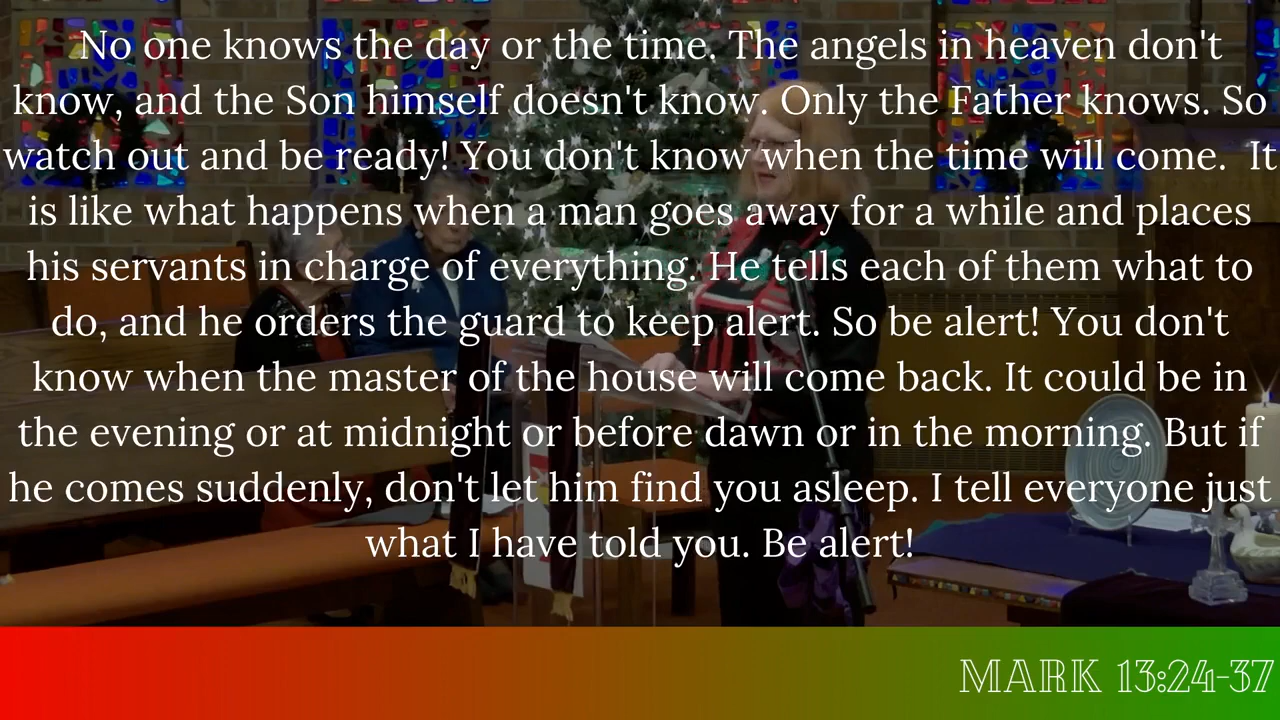 No one knows the day or the time. The angels in heaven don't
know, and the Son himself doesn't know. Only the Father knows. So
watch out and be ready! You don't know when the time will come.  It
is like what happens when a man goes away for a while and places
his servants in charge of everything. He tells each of them what to
do, and he orders the guard to keep alert. So be alert! You don't
know when the master of the house will come back. It could be in
the evening or at midnight or before dawn or in the morning. But if
he comes suddenly, don't let him find you asleep. I tell everyone just
what I have told you. Be alert!
MARK 13:24-37